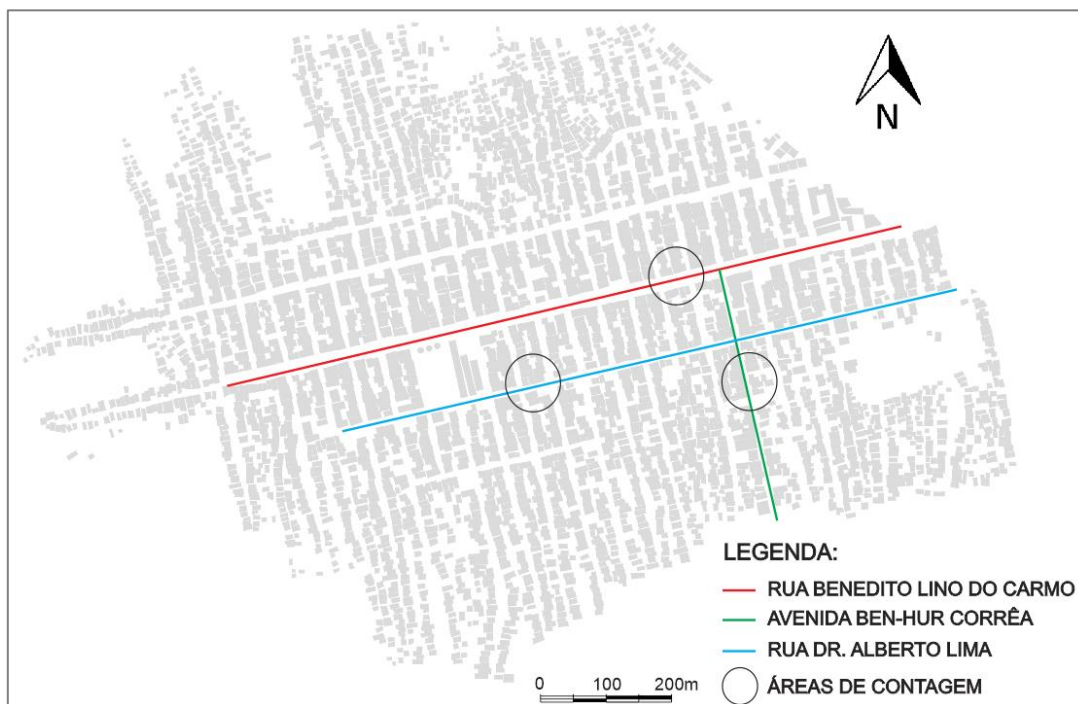 N
LEGENDA:
RUA BENEDITO LINO DO CARMO
AVENIDA BEN-HUR CORRÊA
RUA DR. ALBERTO LIMA
ÁREAS DE CONTAGEM
0 100 200m